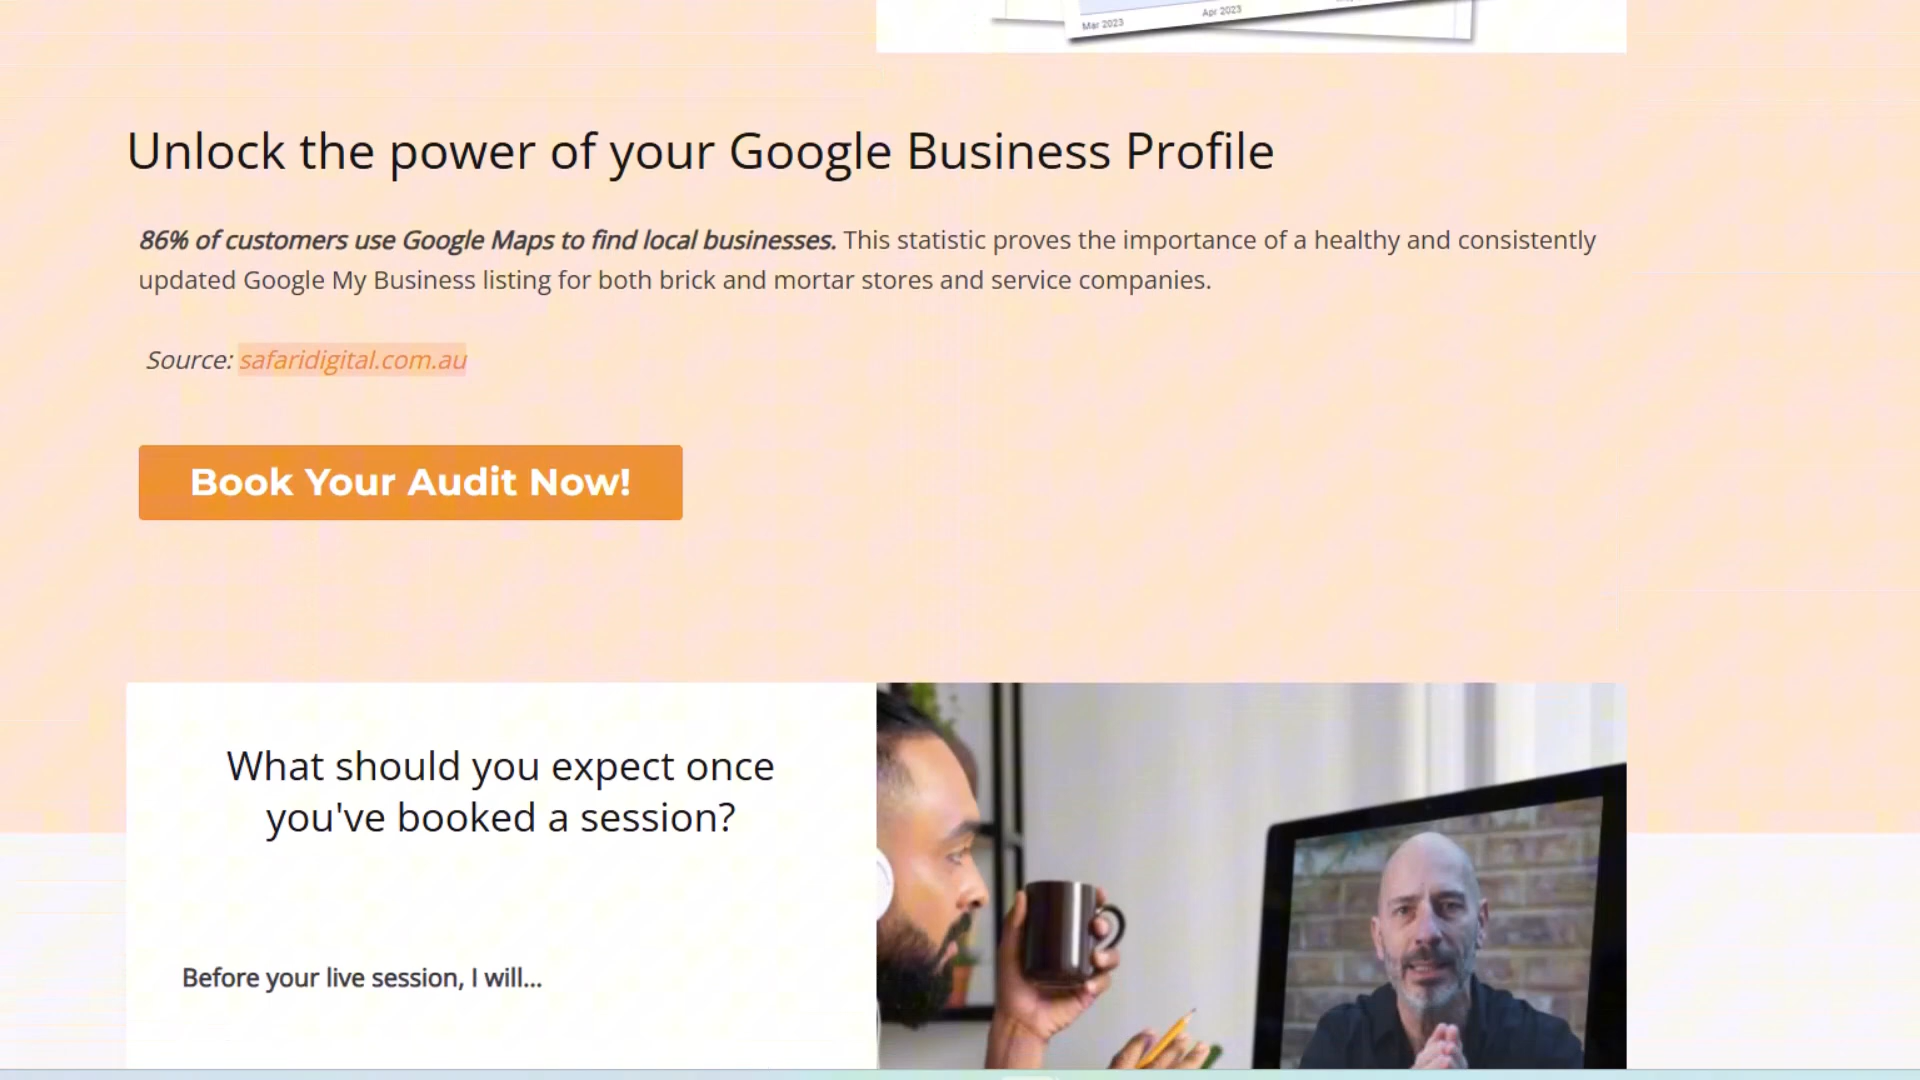 Mar 2023
Apr 2023
Unlock the power of your Google Business Profile
86% of customers use Google Maps to find local businesses. This statistic proves the importance of a healthy and consistently
updated Google My Business listing for both brick and mortar stores and service companies.
Source: safaridigital.com.au
Book Your Audit Now!
What should you expect once
you've booked a session?
Before your live session, I will...